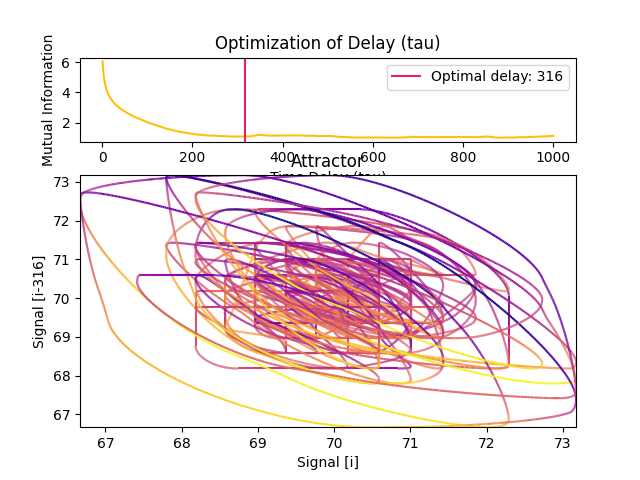 Optimization of Delay (tau)
Mutual Information
6
4
2
Optimal delay: 316
0 200 400 600 800 1000
Time Delay (tau)
Attractor
Signal [i-316]
73
72
71
70
69
68
67
67 68 69 70 71 72 73
Signal [i]